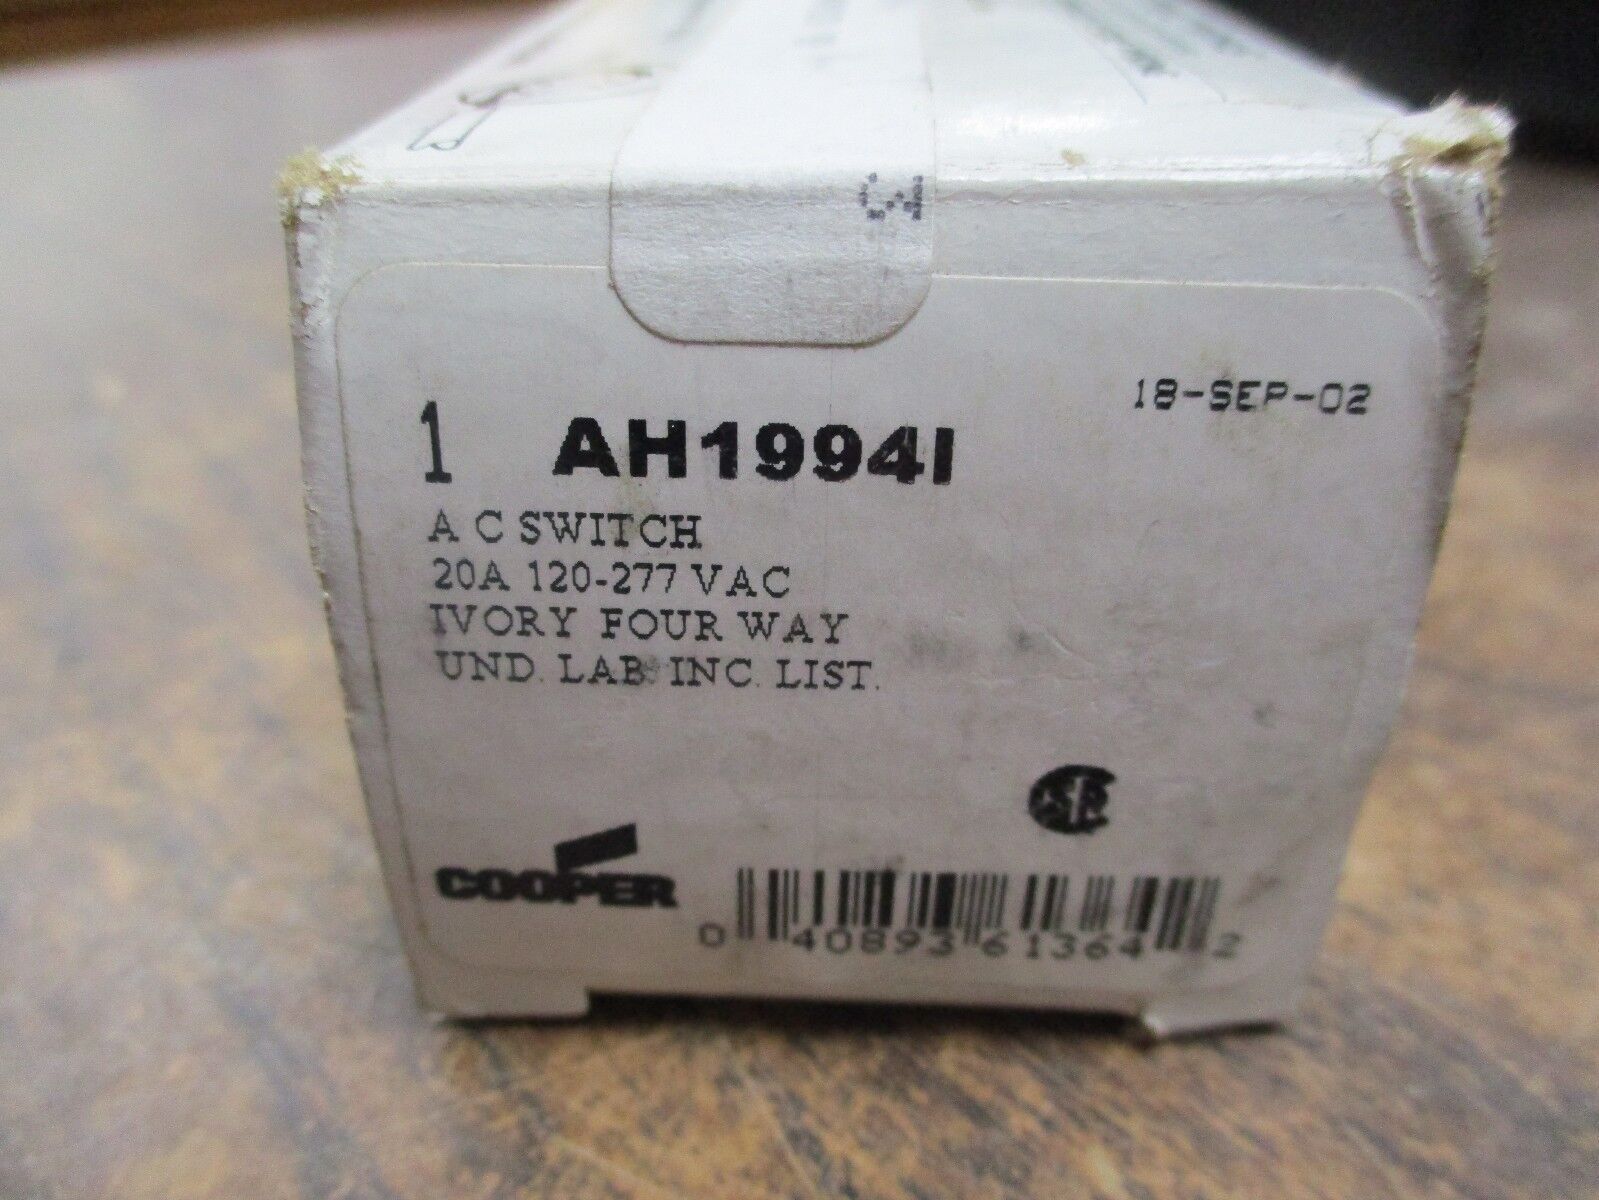 18-SEP-02
1 AH1994I
A C SWITCH
20A 120-277 VAC
IVORY FOUR WAY
UND. LAB. INC. LIST.
COOPER
0 40893 61364 2